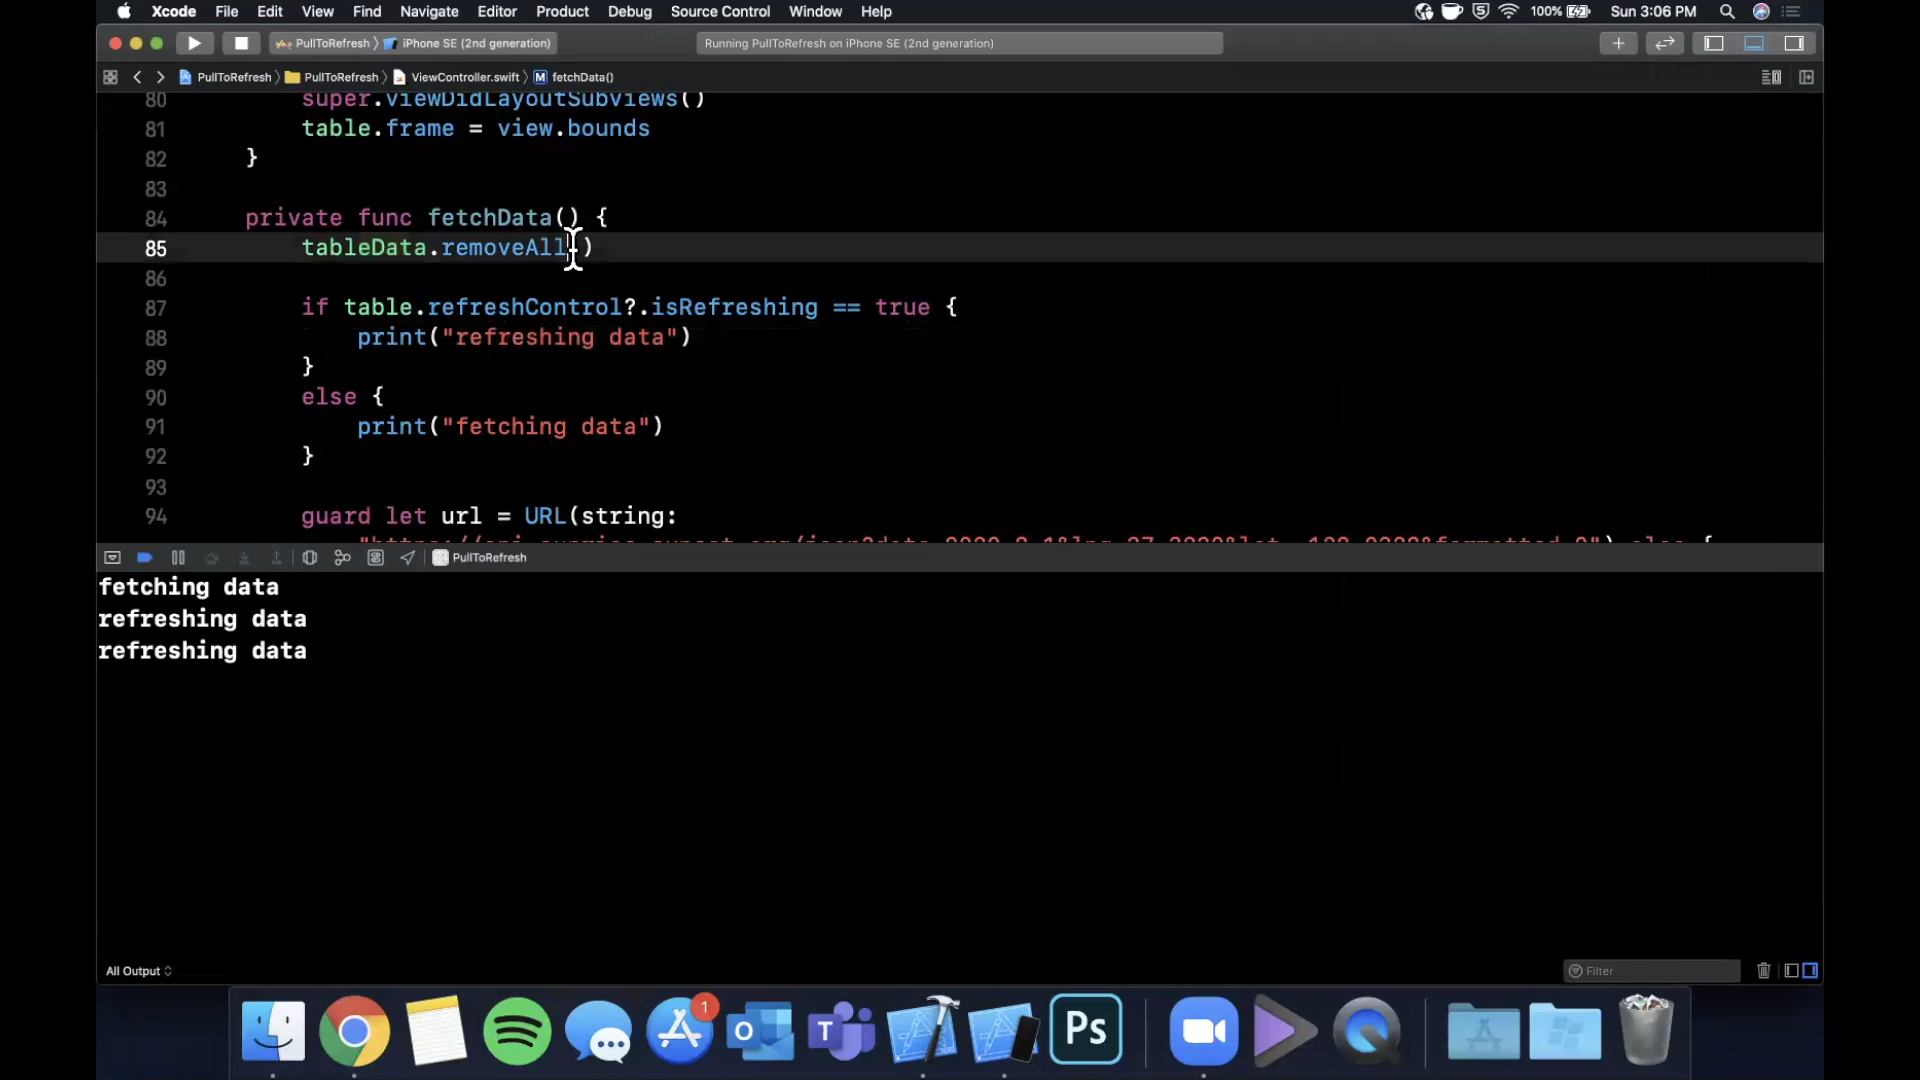 Xcode File Edit View Find Navigate Editor Product Debug Source Control Window Help 100% Sun 3:06 PM
PullToRefresh iPhone SE (2nd generation) Running PullToRefresh on iPhone SE (2nd generation)
PullToRefresh PullToRefresh ViewController.swift M fetchData()
80 super.viewDidLayoutSubviews()
81 table.frame = view.bounds
82 }
83
84 private func fetchData() {
85 tableData.removeAll()
86
87 if table.refreshControl?.isRefreshing == true {
88 print("refreshing data")
89 }
90 else {
91 print("fetching data")
92 }
93
94 guard let url = URL(string:
PullToRefresh
fetching data
refreshing data
refreshing data
All Output Filter
1
Ps